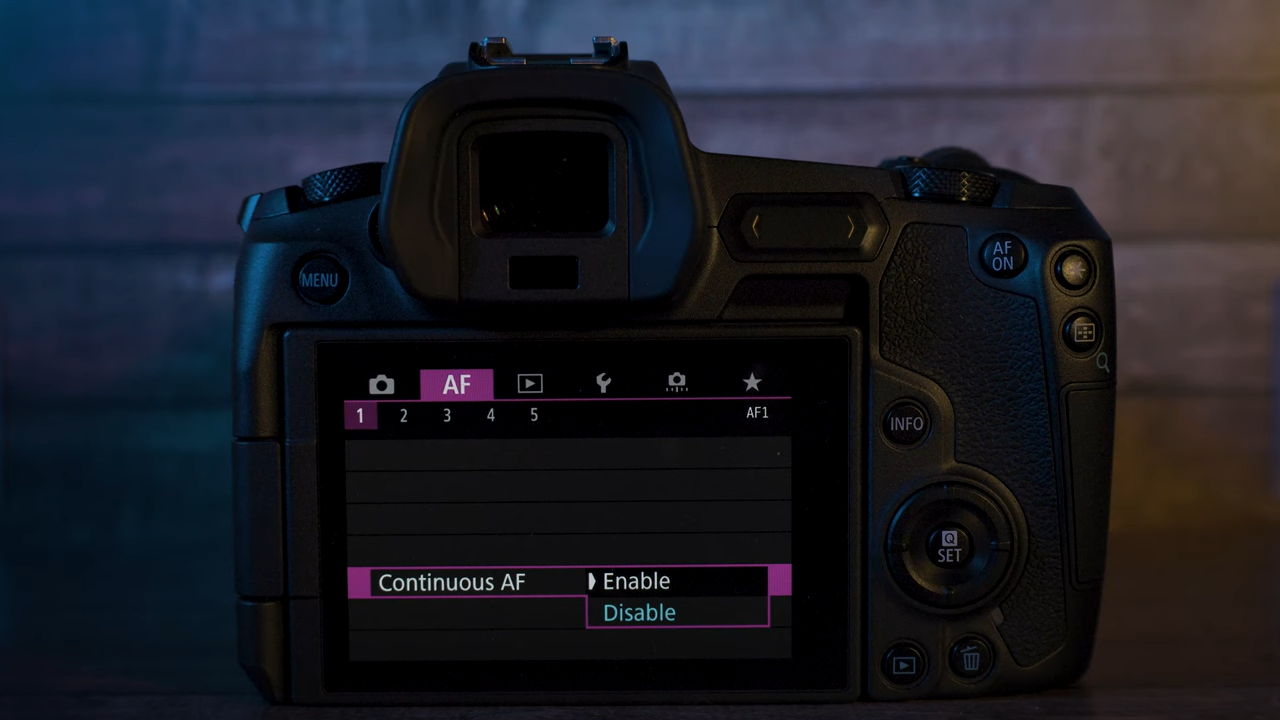 MENU
AF
ON
AF
1 2 3 4 5 AF1
INFO
Q
SET
Continuous AF Enable
Disable